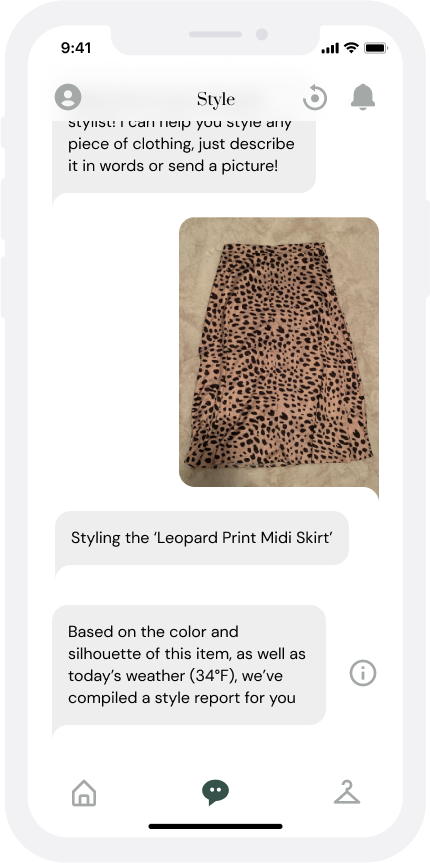 9:41
Style
stylist! I can help you style any
piece of clothing, just describe
it in words or send a picture!
Styling the ‘Leopard Print Midi Skirt’
Based on the color and
silhouette of this item, as well as
today’s weather (34°F), we’ve
compiled a style report for you